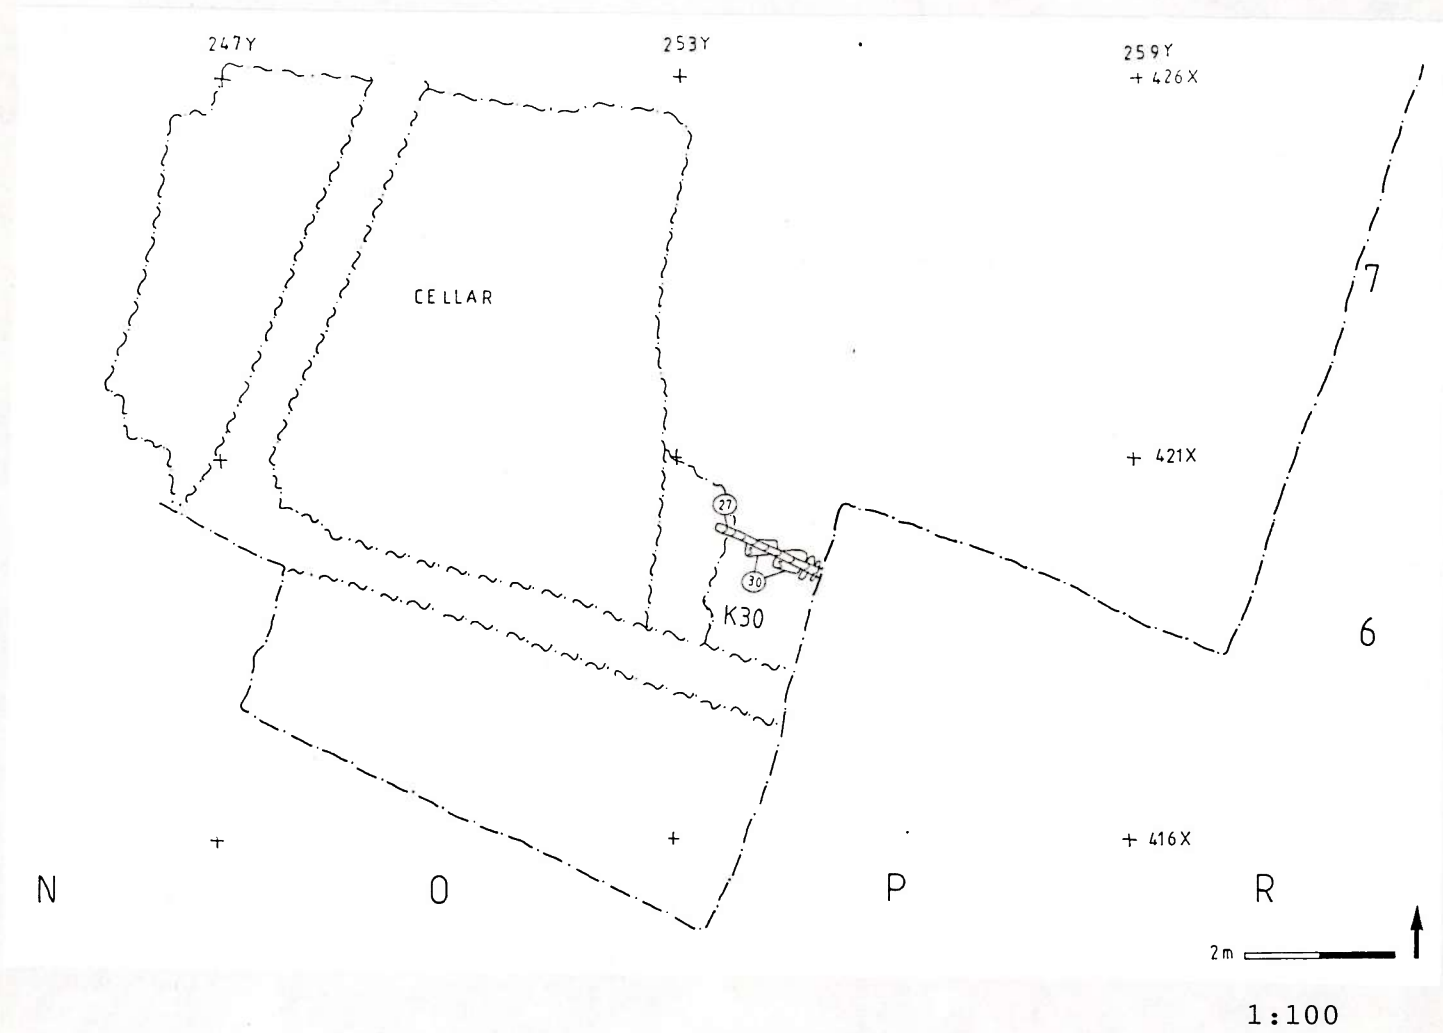 247Y 253Y 259Y
426X
7
CELLAR
421X
27
30
K30
6
416X
N O P R
2m
1:100